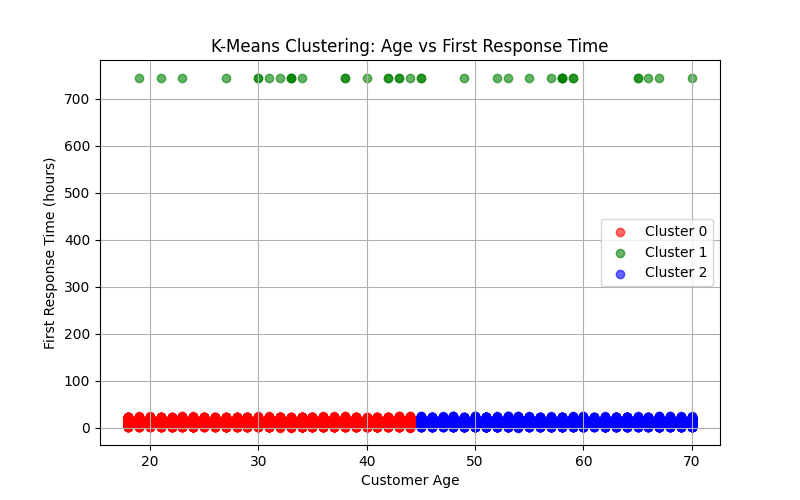 K-Means Clustering: Age vs First Response Time
First Response Time (hours)
700
600
500
400
300
200
100
0
Cluster 0
Cluster 1
Cluster 2
20 30 40 50 60 70
Customer Age